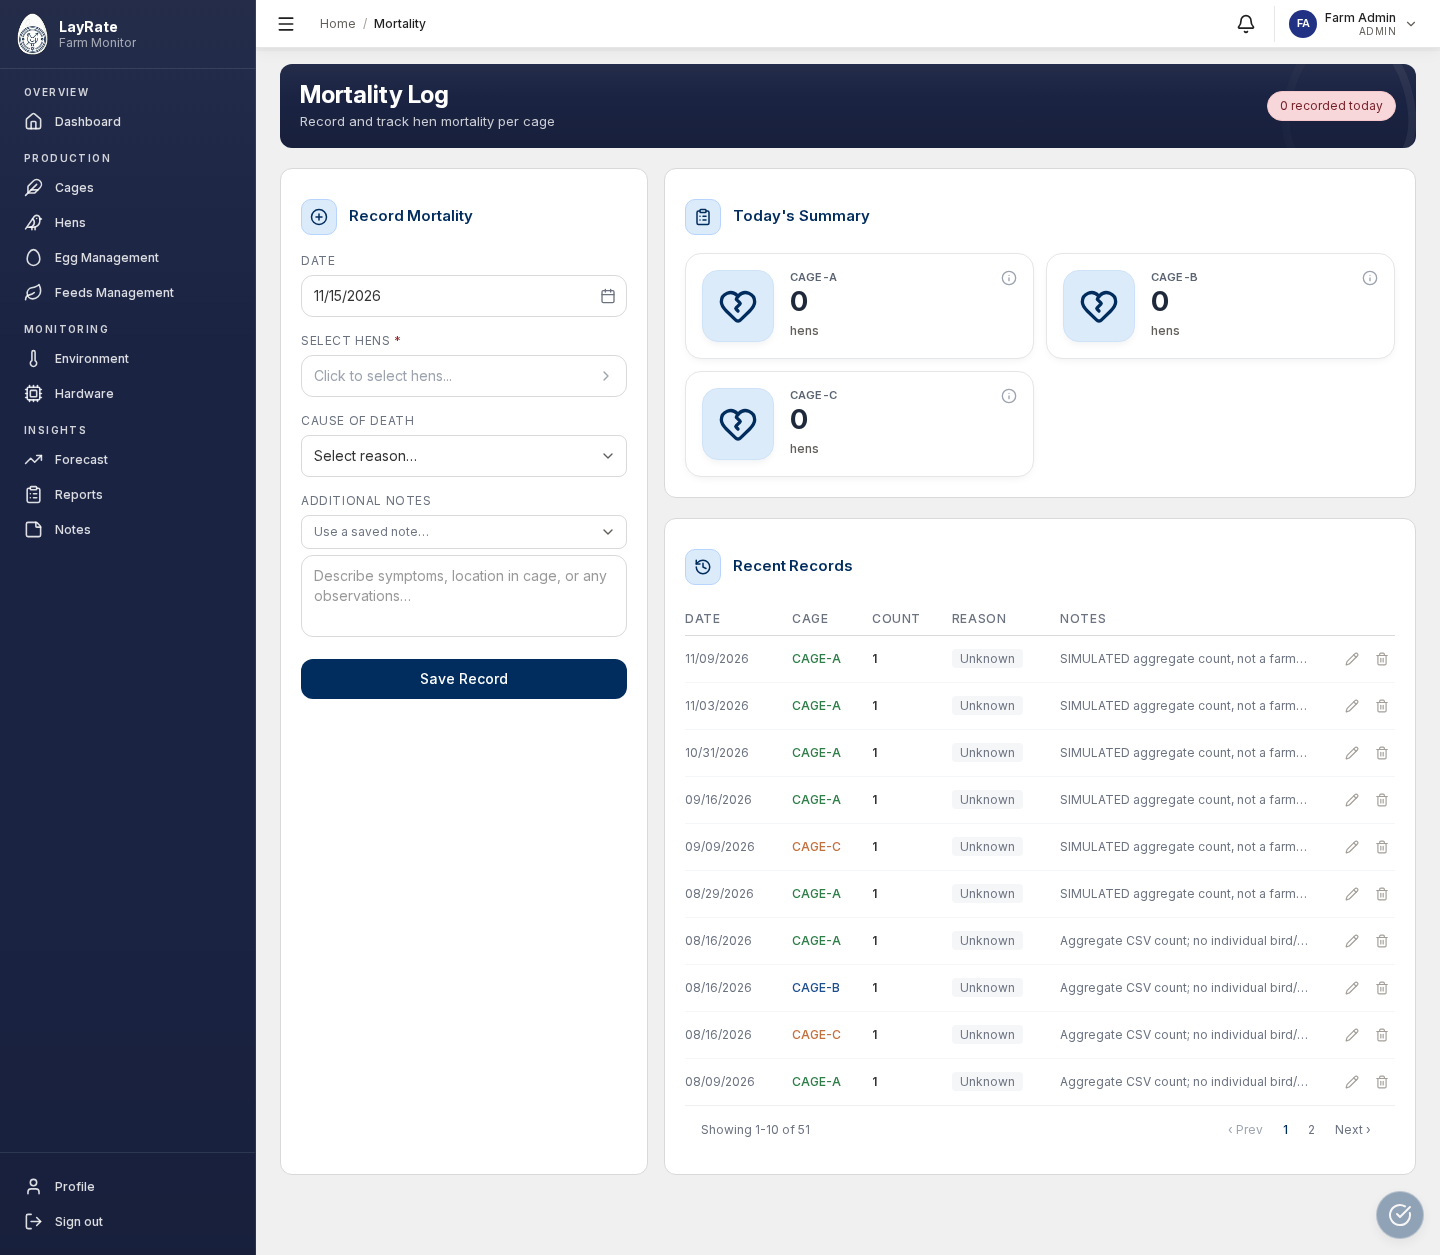 LayRate
Farm Monitor
OVERVIEW
Dashboard
PRODUCTION
Cages
Hens
Egg Management
Feeds Management
MONITORING
Environment
Hardware
INSIGHTS
Forecast
Reports
Notes
Profile
Sign out
Home / Mortality
FA
Farm Admin
ADMIN
Mortality Log
Record and track hen mortality per cage
0 recorded today
Record Mortality
DATE
11/15/2026
SELECT HENS *
Click to select hens...
CAUSE OF DEATH
Select reason…
ADDITIONAL NOTES
Use a saved note…
Describe symptoms, location in cage, or any
observations…
Save Record
Today's Summary
CAGE-A
0
hens
CAGE-B
0
hens
CAGE-C
0
hens
Recent Records
DATE CAGE COUNT REASON NOTES
11/09/2026 CAGE-A 1 Unknown SIMULATED aggregate count, not a farm…
11/03/2026 CAGE-A 1 Unknown SIMULATED aggregate count, not a farm…
10/31/2026 CAGE-A 1 Unknown SIMULATED aggregate count, not a farm…
09/16/2026 CAGE-A 1 Unknown SIMULATED aggregate count, not a farm…
09/09/2026 CAGE-C 1 Unknown SIMULATED aggregate count, not a farm…
08/29/2026 CAGE-A 1 Unknown SIMULATED aggregate count, not a farm…
08/16/2026 CAGE-A 1 Unknown Aggregate CSV count; no individual bird/…
08/16/2026 CAGE-B 1 Unknown Aggregate CSV count; no individual bird/…
08/16/2026 CAGE-C 1 Unknown Aggregate CSV count; no individual bird/…
08/09/2026 CAGE-A 1 Unknown Aggregate CSV count; no individual bird/…
Showing 1-10 of 51
‹ Prev 1 2 Next ›